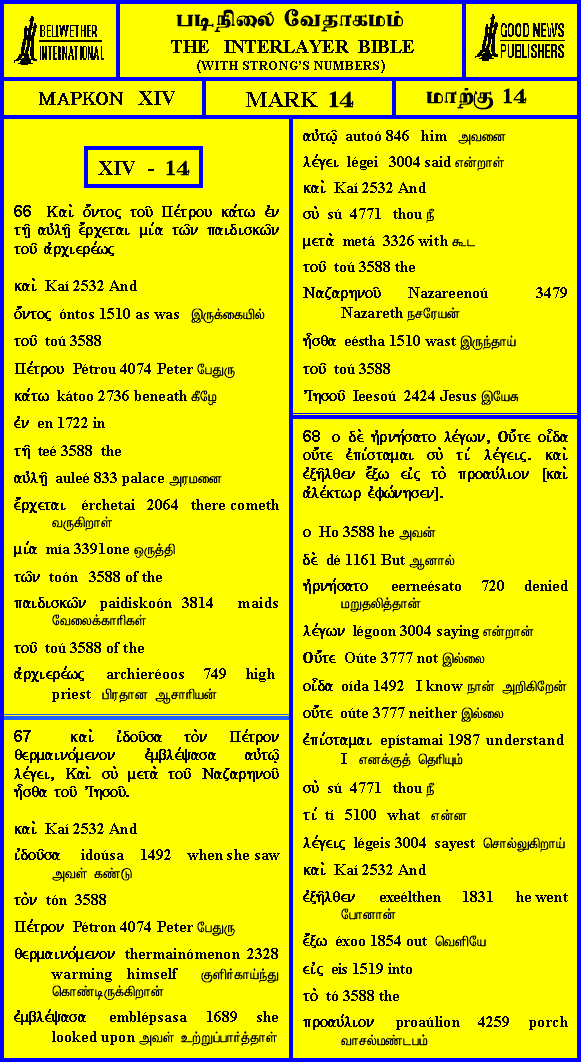 BELLWETHER
INTERNATIONAL
படிநிலை வேதாகமம்
THE INTERLAYER BIBLE
(WITH STRONG'S NUMBERS)
GOOD NEWS
PUBLISHERS
ΜΑΡΚΟΝ XIV
MARK 14
மாற்கு 14
XIV - 14
66 Καὶ ὄντος τοῦ Πέτρου κάτω ἐν
τῇ αὐλῇ ἔρχεται μία τῶν παιδισκῶν
τοῦ ἀρχιερέως
καὶ Kaí 2532 And
ὄντος óntos 1510 as was இருக்கையில்
τοῦ toú 3588
Πέτρου Pétrou 4074 Peter பேதுரு
κάτω kátoo 2736 beneath கீழே
ἐν en 1722 in
τῇ teé 3588 the
αὐλῇ auleé 833 palace அரமனை
ἔρχεται érchetai 2064 there cometh
வருகிறாள்
μία mía 3391one ஒருத்தி
τῶν toón 3588 of the
παιδισκῶν paidiskoón 3814 maids
வேலைக்காரிகள்
τοῦ toú 3588 of the
ἀρχιερέως archieréoos 749 high
priest பிரதான ஆசாரியன்
67 καὶ ἰδοῦσα τὸν Πέτρον
θερμαινόμενον ἐμβλέψασα αὐτῷ
λέγει, Καὶ σὺ μετὰ τοῦ Ναζαρηνοῦ
ἦσθα τοῦ Ἰησοῦ.
καὶ Kaí 2532 And
ἰδοῦσα idoúsa 1492 when she saw
அவள் கண்டு
τὸν tón 3588
Πέτρον Pétron 4074 Peter பேதுரு
θερμαινόμενον thermainómenon 2328
warming himself குளிர்காய்ந்து
கொண்டிருக்கிறான்
ἐμβλέψασα emblépsasa 1689 she
looked upon அவள் உற்றுப்பார்த்தாள்
αὐτῷ autoó 846 him அவனை
λέγει légei 3004 said என்றாள்
καὶ Kaí 2532 And
σὺ sú 4771 thou நீ
μετὰ metá 3326 with கூட
τοῦ toú 3588 the
Ναζαρηνοῦ Nazareenoú 3479
Nazareth நசரேயன்
ἦσθα eéstha 1510 wast இருந்தாய்
τοῦ toú 3588
Ἰησοῦ Ieesoú 2424 Jesus இயேசு
68 ο δὲ ἠρνήσατο λέγων, Οὔτε οἶδα
οὔτε ἐπίσταμαι σὺ τί λέγεις. καὶ
ἐξῆλθεν ἔξω εἰς τὸ προαύλιον [καὶ
ἀλέκτωρ ἐφώνησεν].
ο Ho 3588 he அவன்
δὲ dé 1161 But ஆனால்
ἠρνήσατο eerneésato 720 denied
மறுதலித்தான்
λέγων légoon 3004 saying என்றான்
Οὔτε Oúte 3777 not இல்லை
οἶδα oída 1492 I know நான் அறிகிறேன்
οὔτε oúte 3777 neither இல்லை
ἐπίσταμαι epístamai 1987 understand
I எனக்குத் தெரியும்
σὺ sú 4771 thou நீ
τί tí 5100 what என்ன
λέγεις légeis 3004 sayest சொல்லுகிறாய்
καὶ Kaí 2532 And
ἐξῆλθεν exeélthen 1831 he went
போனான்
ἔξω éxoo 1854 out வெளியே
εἰς eis 1519 into
τὸ tó 3588 the
προαύλιον proaúlion 4259 porch
வாசல்மண்டபம்